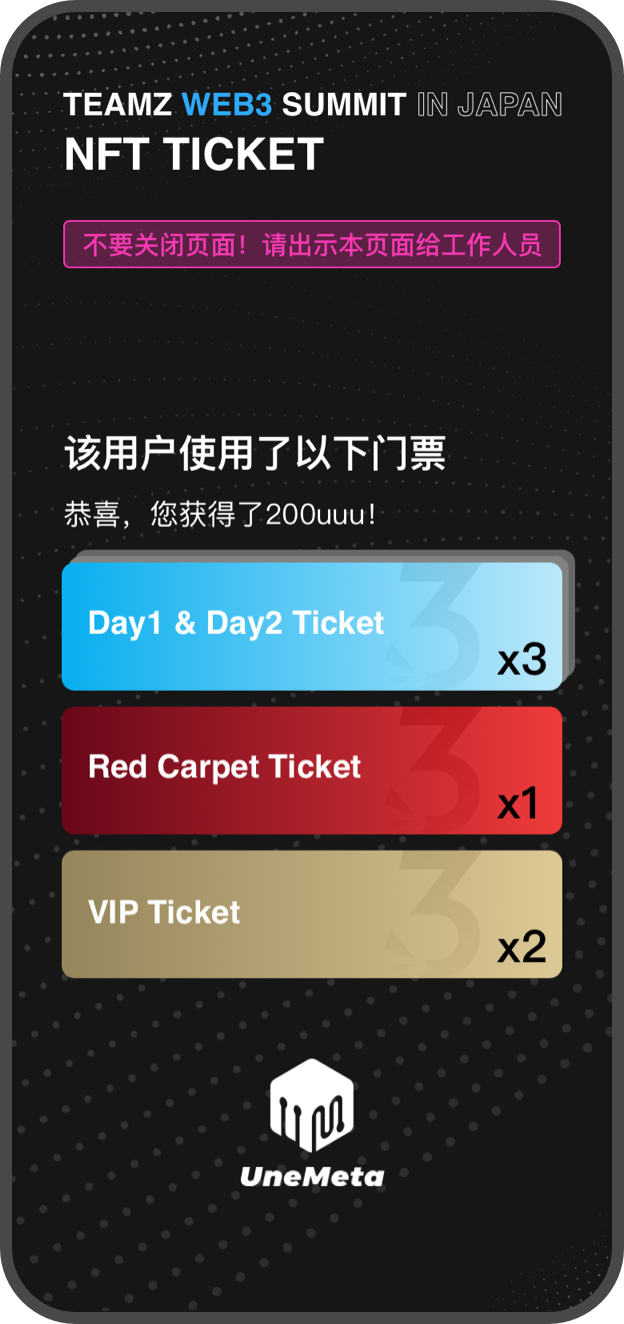 TEAMZ WEB3 SUMMIT IN JAPAN
NFT TICKET
不要关闭页面！请出示本页面给工作人员
该用户使用了以下门票
恭喜，您获得了200uuu！
3
Day1 & Day2 Ticket
x3
3
Red Carpet Ticket
x1
3
VIP Ticket
x2
UneMeta